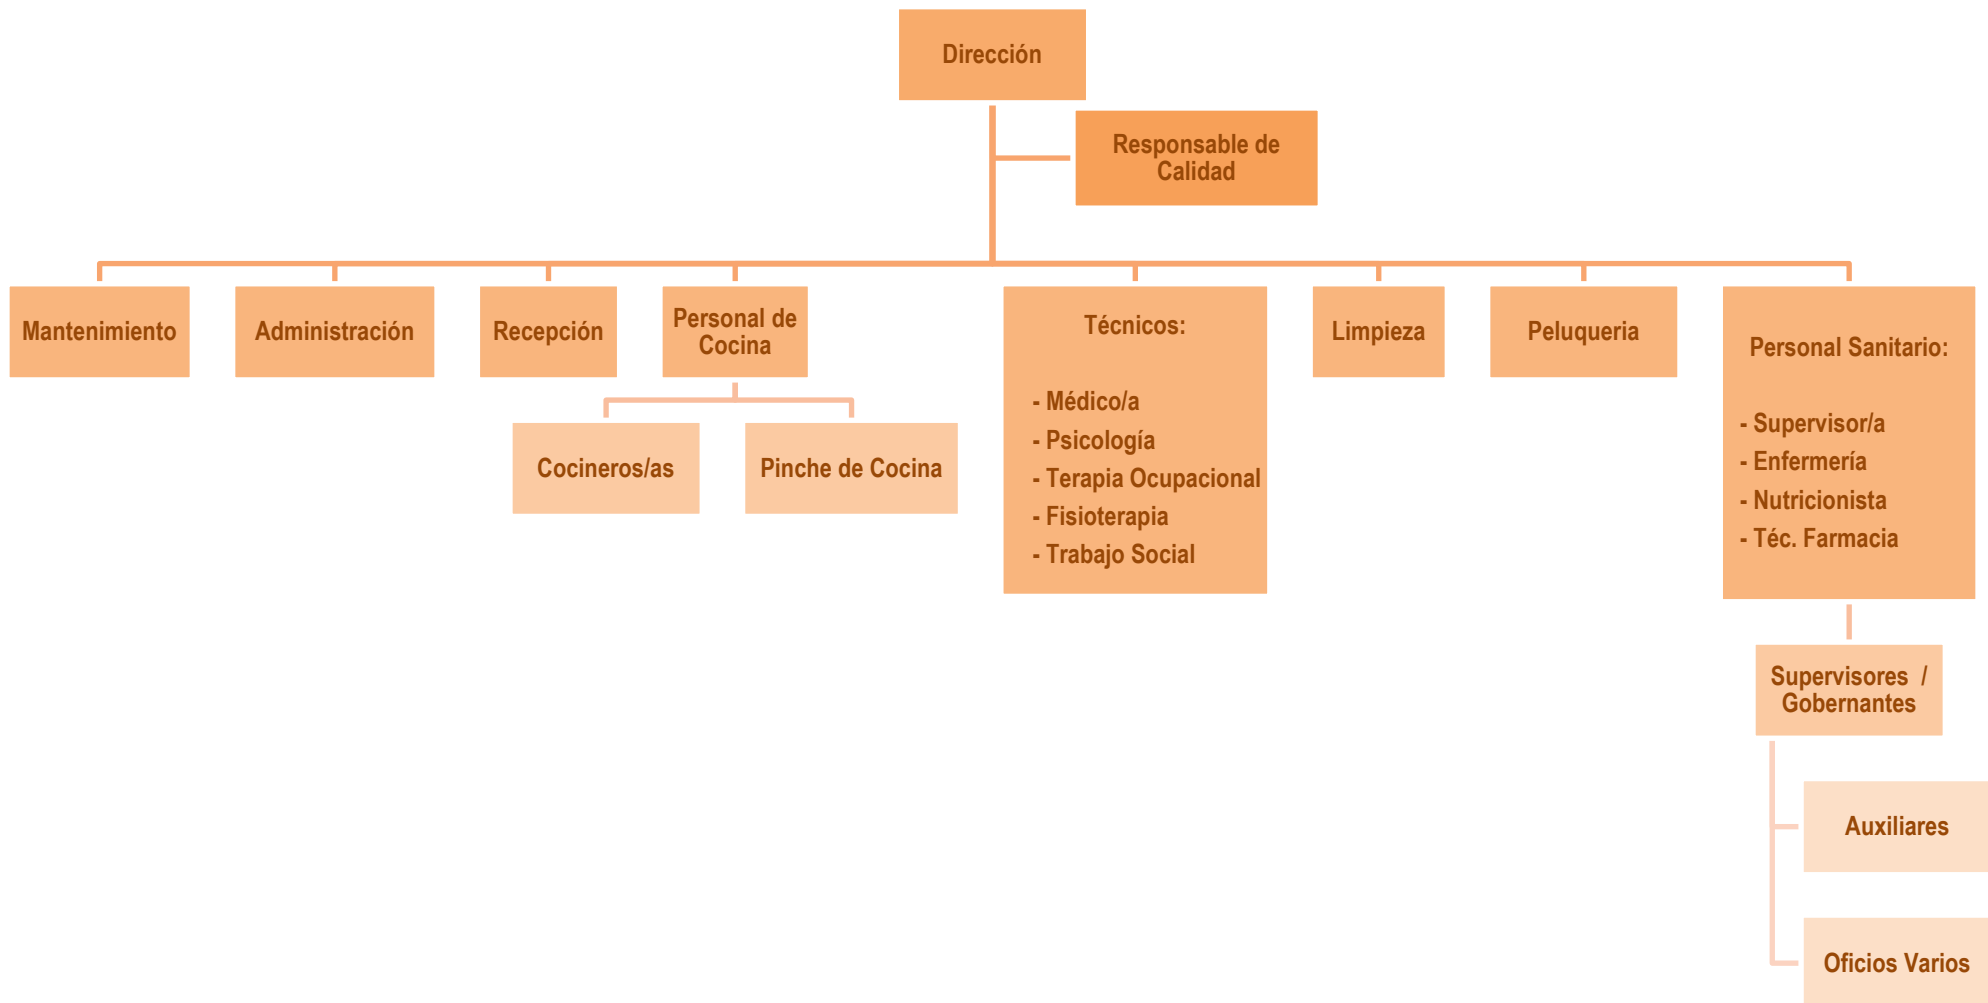 Dirección
Responsable de
Calidad
Mantenimiento
Administración
Recepción
Personal de
Cocina
Cocineros/as
Pinche de Cocina
Técnicos:
- Médico/a
- Psicología
- Terapia Ocupacional
- Fisioterapia
- Trabajo Social
Limpieza
Peluqueria
Personal Sanitario:
- Supervisor/a
- Enfermería
- Nutricionista
- Téc. Farmacia
Supervisores /
Gobernantes
Auxiliares
Oficios Varios